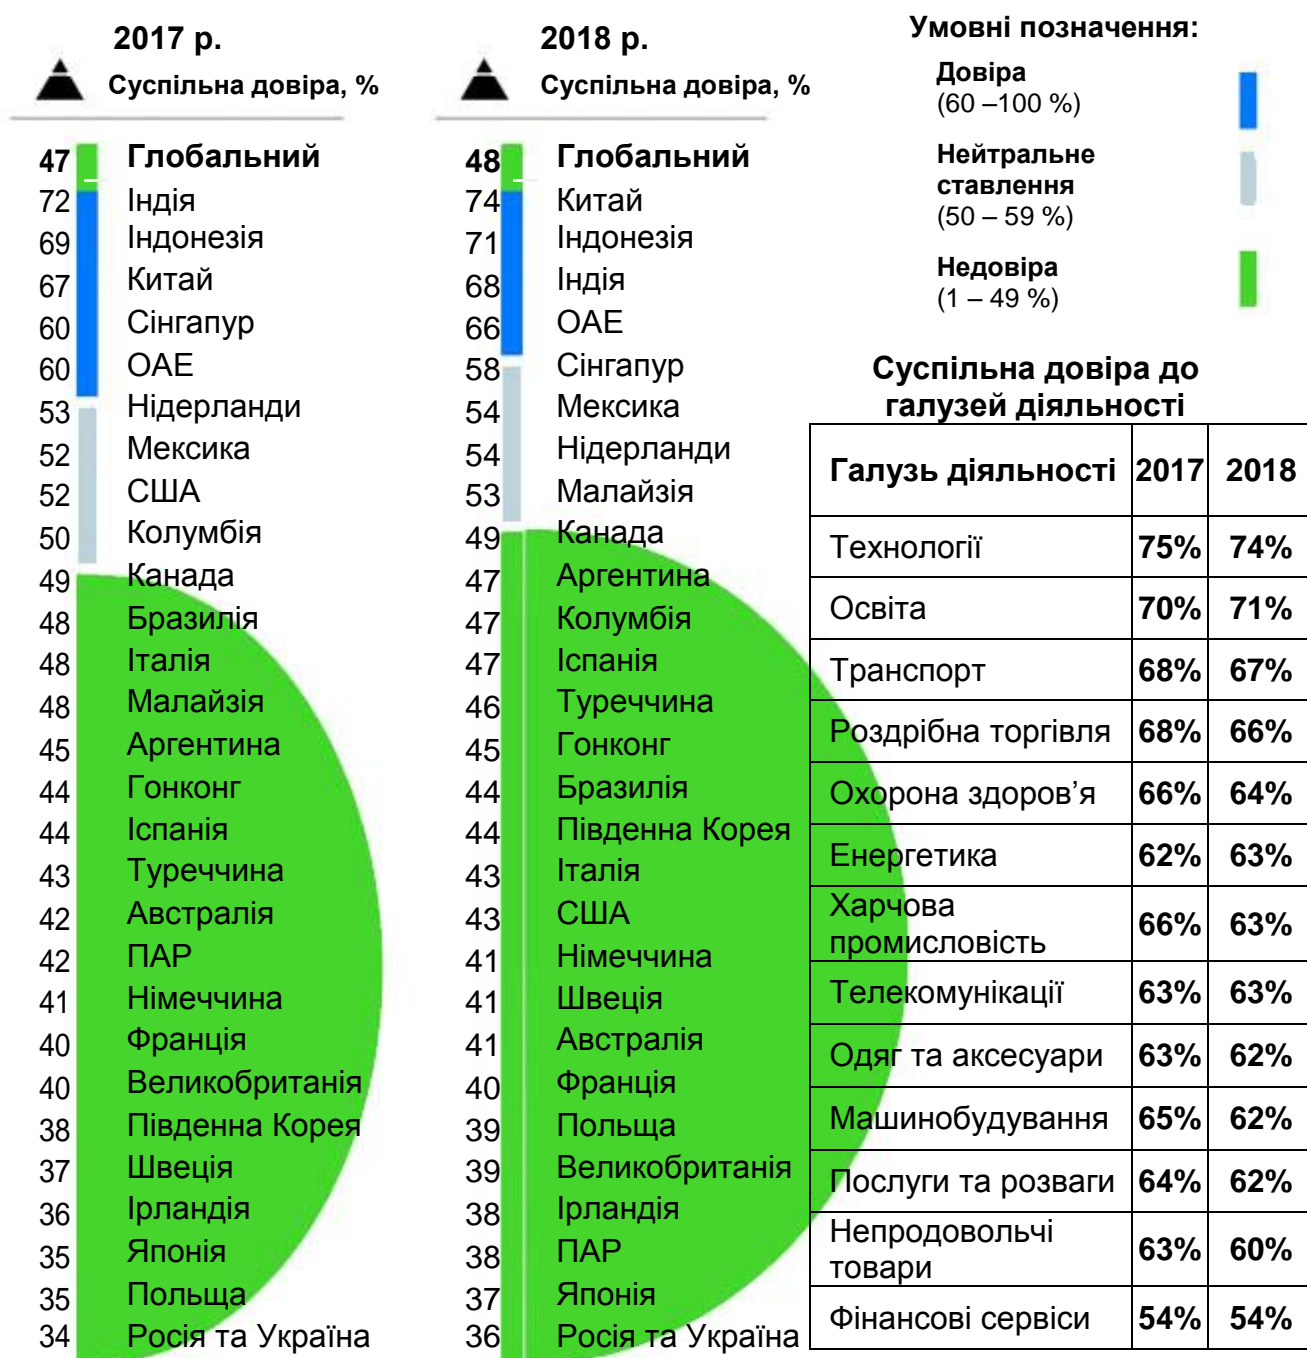 2017 р.
Суспільна довіра, %
47 Глобальний
72 Індія
69 Індонезія
67 Китай
60 Сінгапур
60 ОАЕ
53 Нідерланди
52 Мексика
52 США
50 Колумбія
49 Канада
48 Бразилія
48 Італія
48 Малайзія
45 Аргентина
44 Гонконг
44 Іспанія
43 Туреччина
42 Австралія
42 ПАР
41 Німеччина
40 Франція
40 Великобританія
38 Південна Корея
37 Швеція
36 Ірландія
35 Японія
35 Польща
34 Росія та Україна
2018 р.
Суспільна довіра, %
48 Глобальний
74 Китай
71 Індонезія
68 Індія
66 ОАЕ
58 Сінгапур
54 Мексика
54 Нідерланди
53 Малайзія
49 Канада
47 Аргентина
47 Колумбія
47 Іспанія
46 Туреччина
45 Гонконг
44 Бразилія
44 Південна Корея
43 Італія
43 США
41 Німеччина
41 Швеція
41 Австралія
40 Франція
39 Польща
39 Великобританія
38 Ірландія
38 ПАР
37 Японія
36 Росія та Україна
Умовні позначення:
Довіра
(60 –100 %)
Нейтральне
ставлення
(50 – 59 %)
Недовіра
(1 – 49 %)
Суспільна довіра до
галузей діяльності
Галузь діяльності 2017 2018
Технології 75% 74%
Освіта 70% 71%
Транспорт 68% 67%
Роздрібна торгівля 68% 66%
Охорона здоров’я 66% 64%
Енергетика 62% 63%
Харчова
промисловість 66% 63%
Телекомунікації 63% 63%
Одяг та аксесуари 63% 62%
Машинобудування 65% 62%
Послуги та розваги 64% 62%
Непродовольчі
товари 63% 60%
Фінансові сервіси 54% 54%